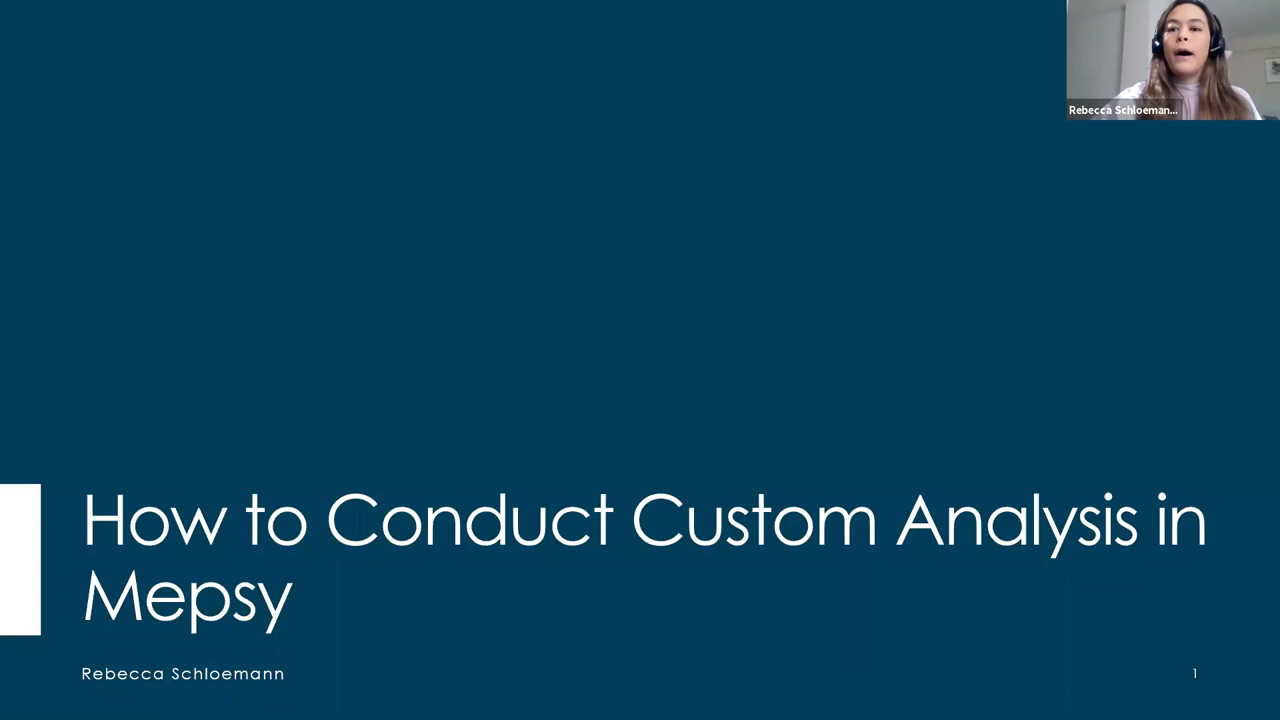 Rebecca Schloeman...
How to Conduct Custom Analysis in
Mepsy
Rebecca Schloemann
1